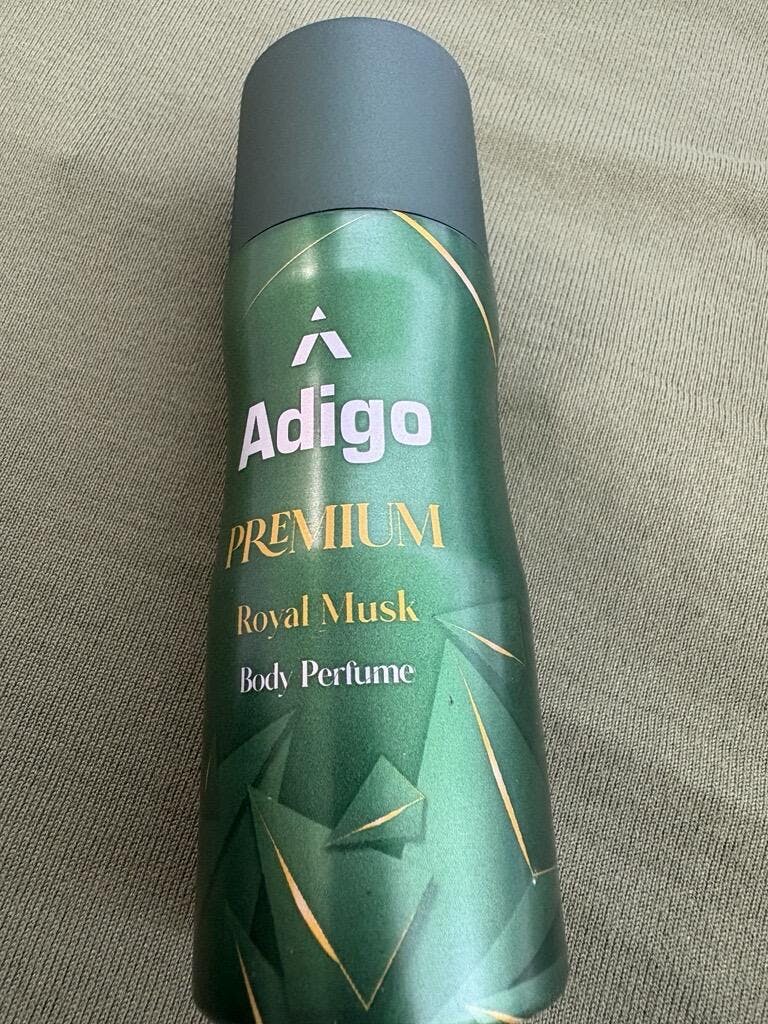 Adigo
PREMIUM
Royal Musk
Body Perfume